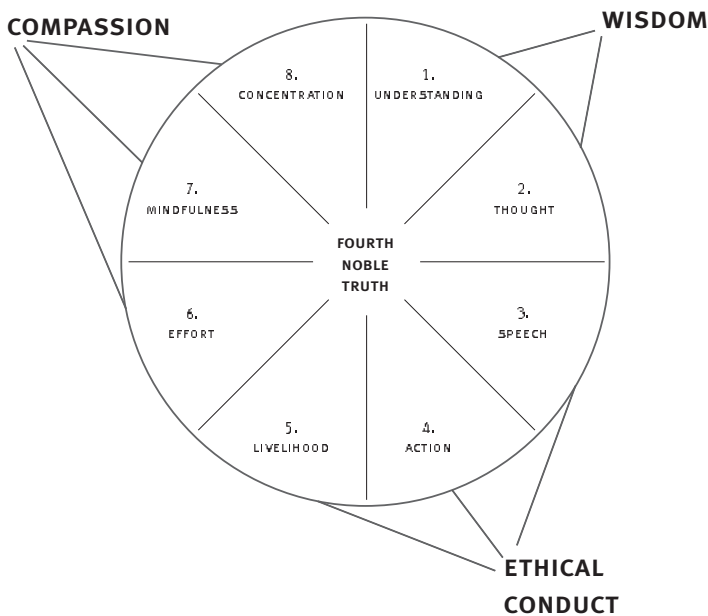 COMPASSION
WISDOM
8.
CONCENTRATION
1.
UNDERSTANDING
7.
MINDFULNESS
2.
THOUGHT
FOURTH
NOBLE
TRUTH
6.
EFFORT
3.
SPEECH
5.
LIVELIHOOD
4.
ACTION
ETHICAL
CONDUCT